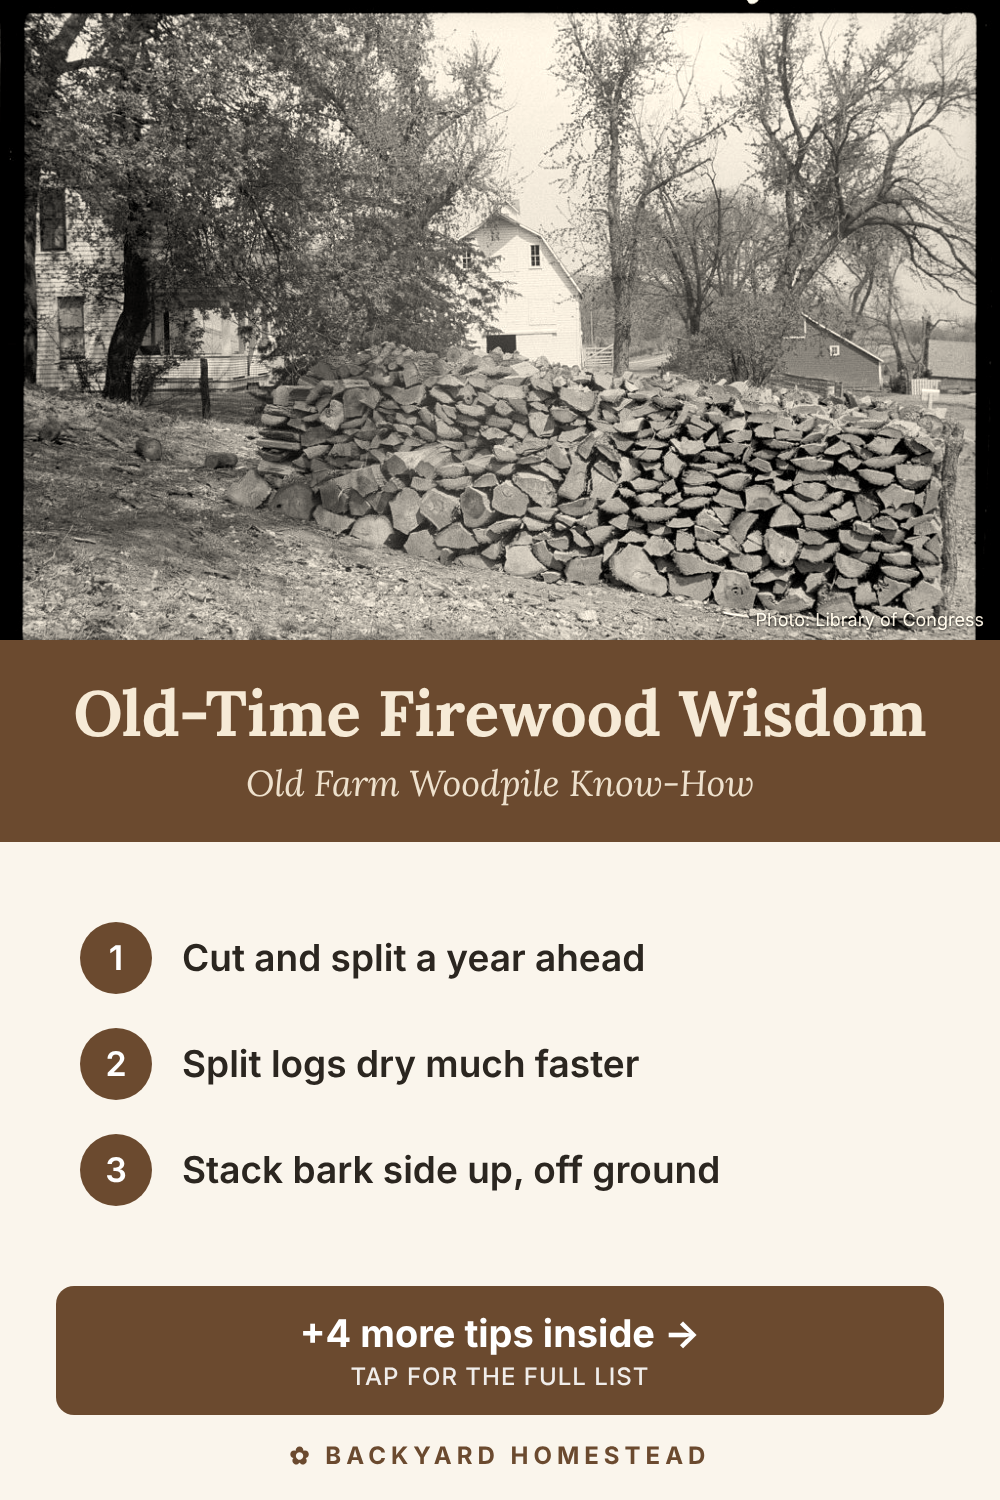 Photo: Library of Congress
Old-Time Firewood Wisdom
Old Farm Woodpile Know-How
1 Cut and split a year ahead
2 Split logs dry much faster
3 Stack bark side up, off ground
+4 more tips inside →
TAP FOR THE FULL LIST
✿ BACKYARD HOMESTEAD